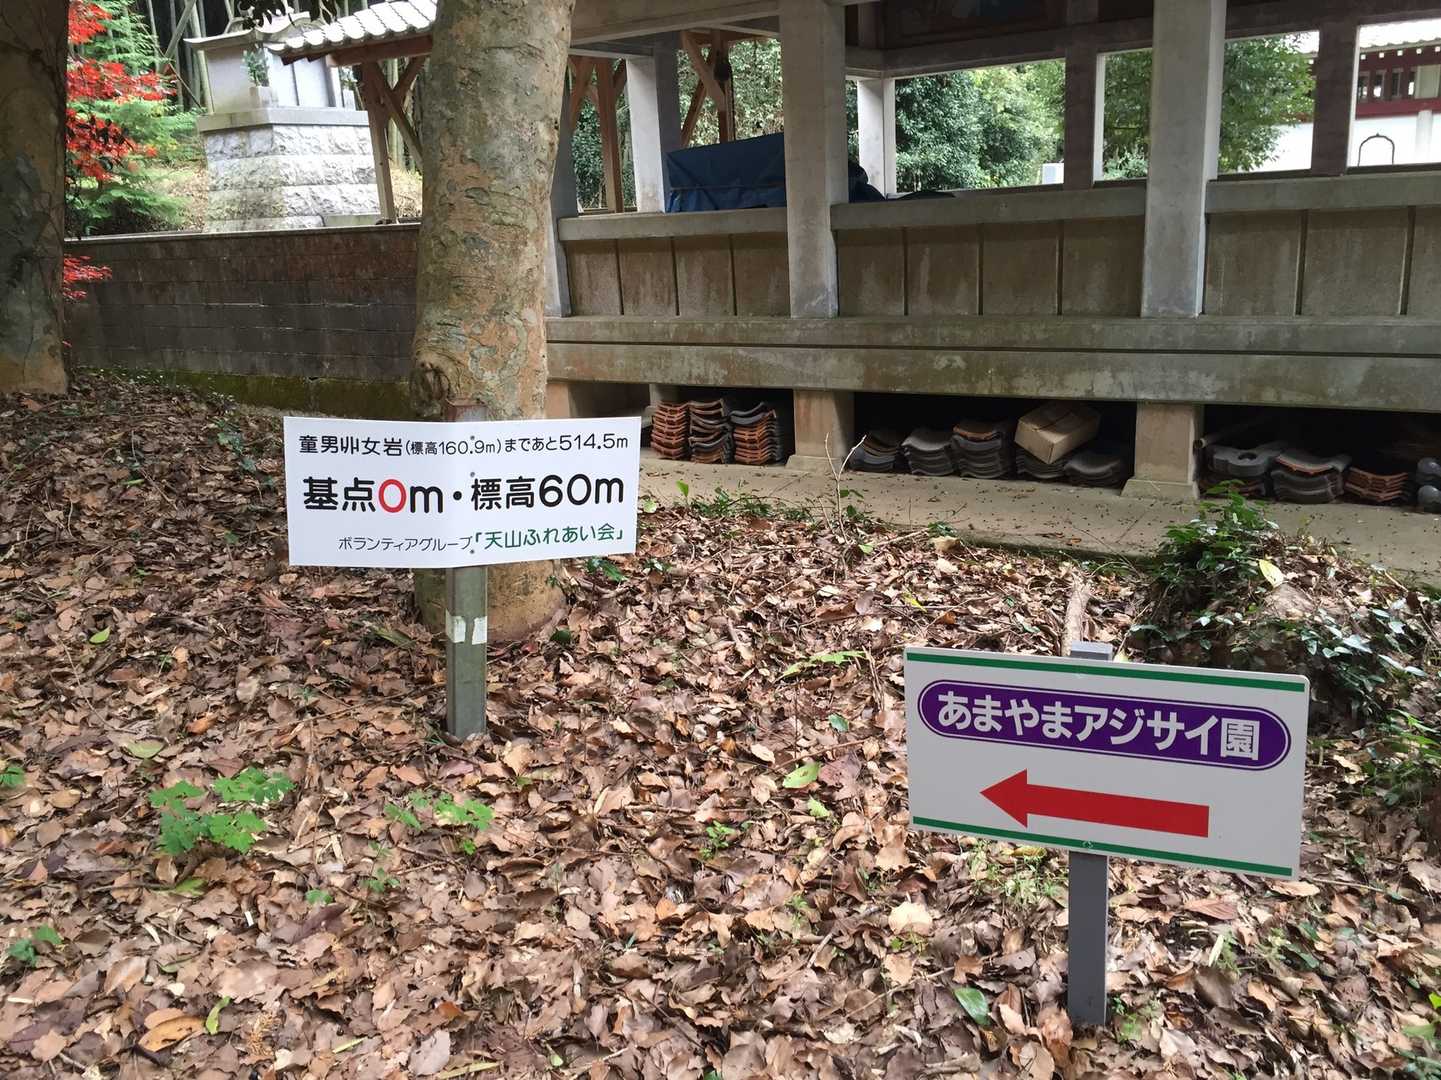 童男丱女岩(標高160.9m)まであと514.5m
基点0m・標高60m
ボランティアグループ「天山ふれあい会」
あまやまアジサイ園